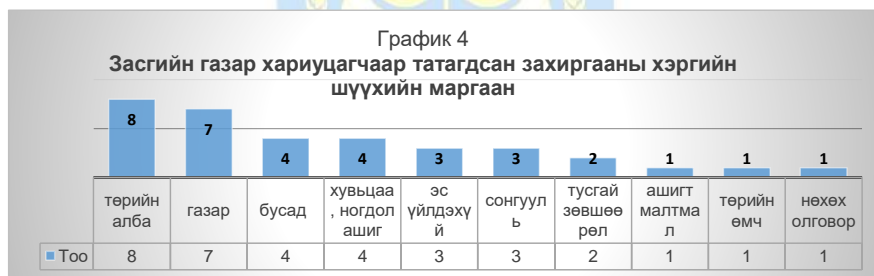 График 4
Засгийн газар хариуцагчаар татагдсан захиргааны хэргийн
шүүхийн маргаан
8 7 4 4 3 3 2 1 1 1
төрийн
алба
газар
бусад
хувьцаа
, ногдол
ашиг
эс
үйлдэхү
й
сонгуул
ь
тусгай
зөвшөө
рөл
ашигт
малтма
л
төрийн
өмч
нөхөх
олговор
Тоо 8 7 4 4 3 3 2 1 1 1